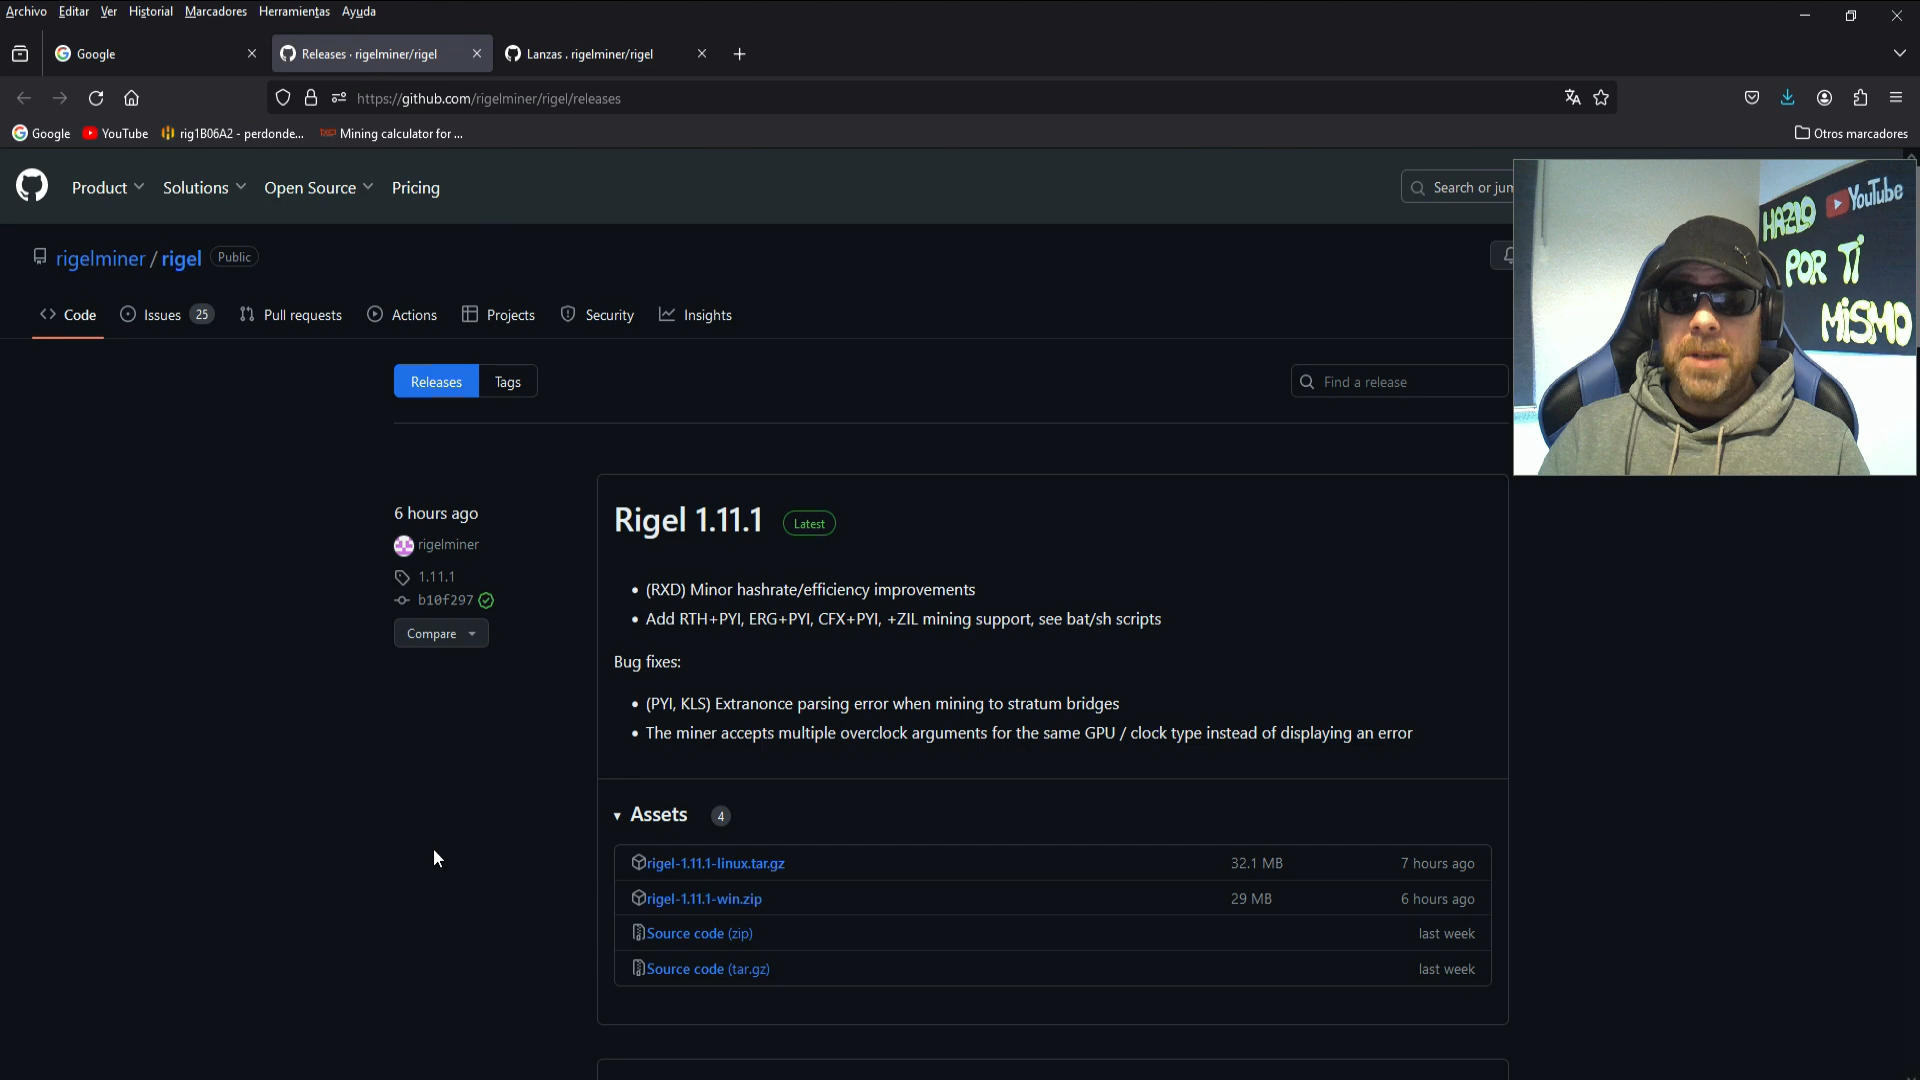 Archivo Editar Ver Historial Marcadores Herramientas Ayuda
Google
Releases · rigelminer/rigel
Lanzas . rigelminer/rigel
https://github.com/rigelminer/rigel/releases
Google YouTube rig1B06A2 - perdonde... Mining calculator for ...
Otros marcadores
Product Solutions Open Source Pricing
Search or jum
rigelminer / rigel Public
Code Issues 25 Pull requests Actions Projects Security Insights
YouTube
HAZLO
POR TI
MISMO
Releases Tags
Find a release
6 hours ago
rigelminer
1.11.1
b10f297
Compare
Rigel 1.11.1 Latest
• (RXD) Minor hashrate/efficiency improvements
• Add RTH+PYI, ERG+PYI, CFX+PYI, +ZIL mining support, see bat/sh scripts
Bug fixes:
• (PYI, KLS) Extranonce parsing error when mining to stratum bridges
• The miner accepts multiple overclock arguments for the same GPU / clock type instead of displaying an error
Assets 4
rigel-1.11.1-linux.tar.gz 32.1 MB 7 hours ago
rigel-1.11.1-win.zip 29 MB 6 hours ago
Source code (zip) last week
Source code (tar.gz) last week